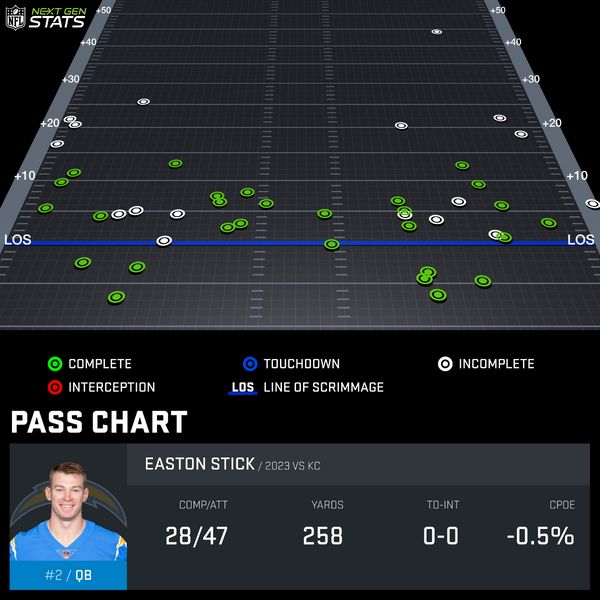 NFL NEXT GEN STATS
+50 +50
+40 +40
+30 +30
+20 +20
+10 +10
LOS LOS
COMPLETE TOUCHDOWN INCOMPLETE
INTERCEPTION LOS LINE OF SCRIMMAGE
PASS CHART
EASTON STICK / 2023 VS KC
COMP/ATT YARDS TD-INT CPOE
28/47 258 0-0 -0.5%
#2 / QB